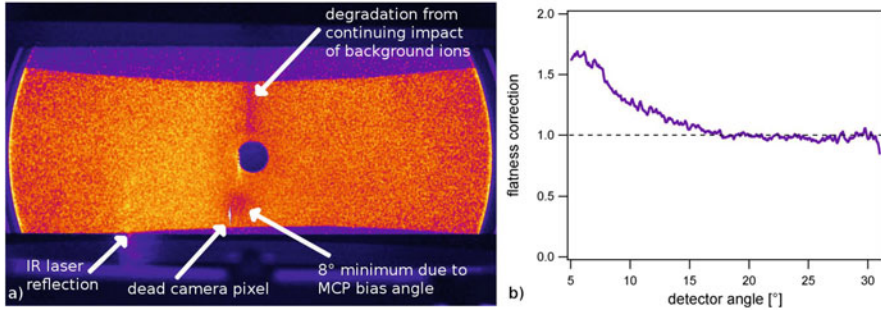 degradation from
continuing impact
of background ions
IR laser
reflection
dead camera pixel
8° minimum due to
MCP bias angle
a)
2.0
1.5
1.0
0.5
0.0
flatness correction
5
10
15
20
25
30
detector angle [°]
b)